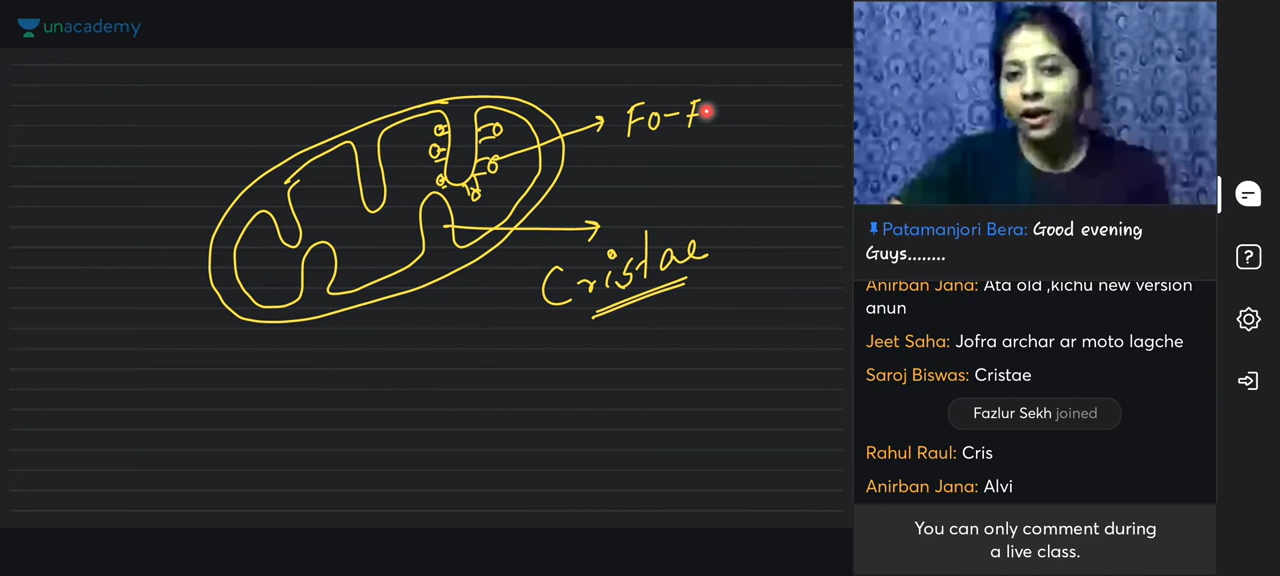 unacademy
Fo-F
Cristae
Patamanjori Bera: Good evening
Guys........
Anirban Jana: Ata old ,kichu new version
anun
Jeet Saha: Jofra archar ar moto lagche
Saroj Biswas: Cristae
Fazlur Sekh joined
Rahul Raul: Cris
Anirban Jana: Alvi
You can only comment during
a live class.
?